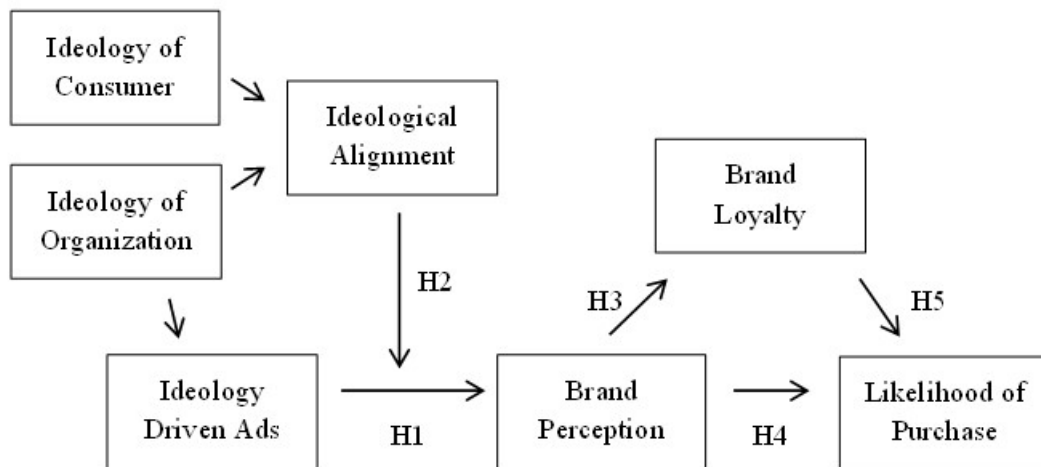 Ideology of
Consumer
Ideological
Alignment
Ideology of
Organization
Brand
Loyalty
H2
H3
H5
Ideology
Driven Ads
H1
Brand
Perception
H4
Likelihood of
Purchase